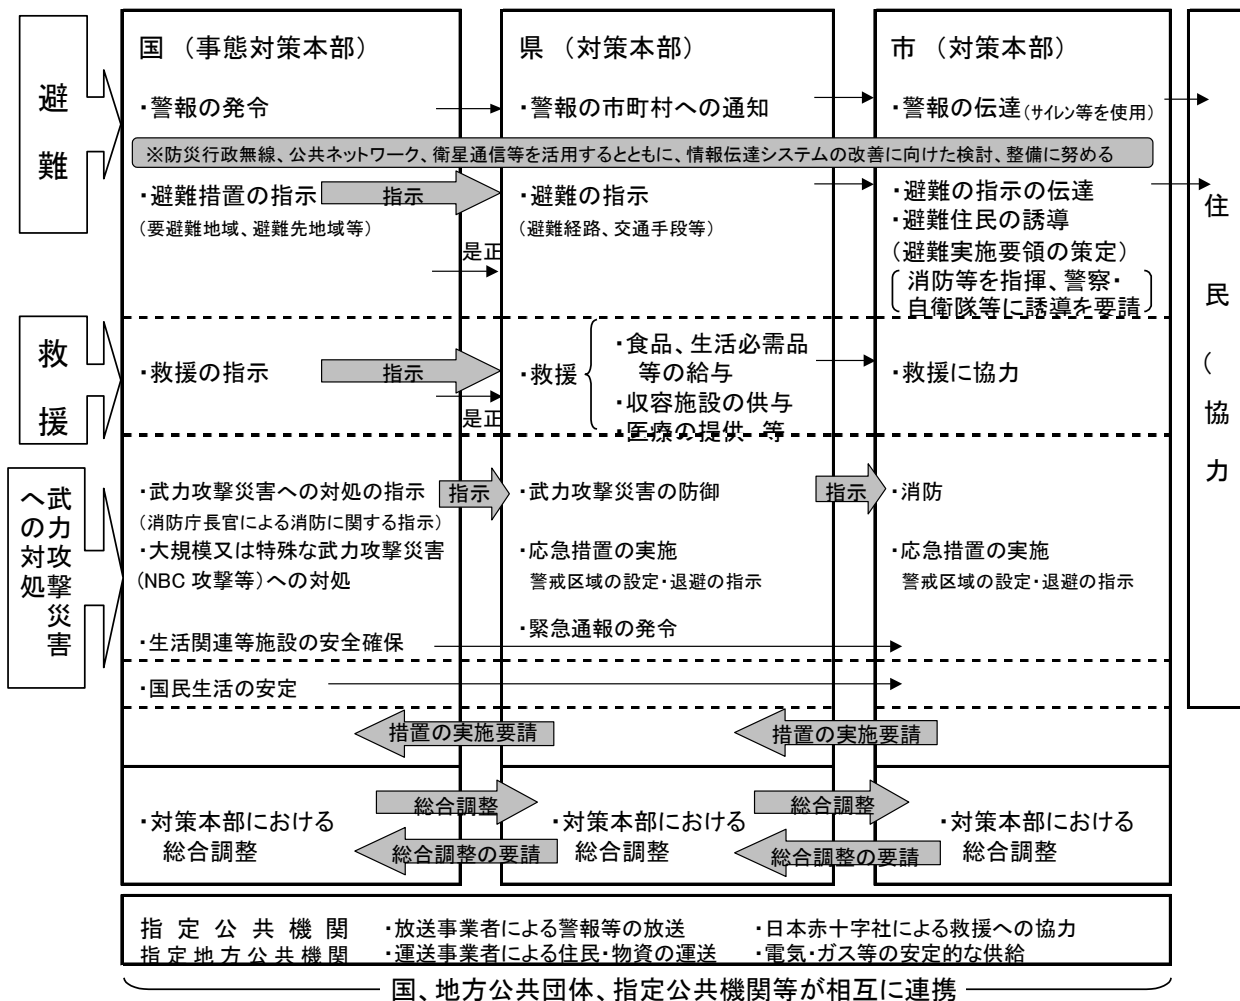 避難
国 （事態対策本部）
県 （対策本部）
市 （対策本部）
・警報の発令
・警報の市町村への通知
・警報の伝達（サイレン等を使用）
※防災行政無線、公共ネットワーク、衛星通信等を活用するとともに、情報伝達システムの改善に向けた検討、整備に努める
・避難措置の指示
（要避難地域、避難先地域等）
指示
是正
・避難の指示
（避難経路、交通手段等）
・避難の指示の伝達
・避難住民の誘導
（避難実施要領の策定）
消防等を指揮、警察・
自衛隊等に誘導を要請
住民（協力
救援
・救援の指示
指示
是正
・救援
・食品、生活必需品
等の給与
・収容施設の供与
・医療の提供 等
・救援に協力
武力攻撃災害
への対処
・武力攻撃災害への対処の指示
（消防庁長官による消防に関する指示）
・大規模又は特殊な武力攻撃災害
（NBC 攻撃等）への対処
・生活関連等施設の安全確保
指示
・武力攻撃災害の防御
・応急措置の実施
警戒区域の設定・退避の指示
・緊急通報の発令
指示
・消防
・応急措置の実施
警戒区域の設定・退避の指示
・国民生活の安定
措置の実施要請
措置の実施要請
・対策本部における
総合調整
総合調整
総合調整の要請
・対策本部における
総合調整
総合調整
総合調整の要請
・対策本部における
総合調整
指定公共機関
指定地方公共機関
・放送事業者による警報等の放送
・運送事業者による住民・物資の運送
・日本赤十字社による救援への協力
・電気・ガス等の安定的な供給
国、地方公共団体、指定公共機関等が相互に連携